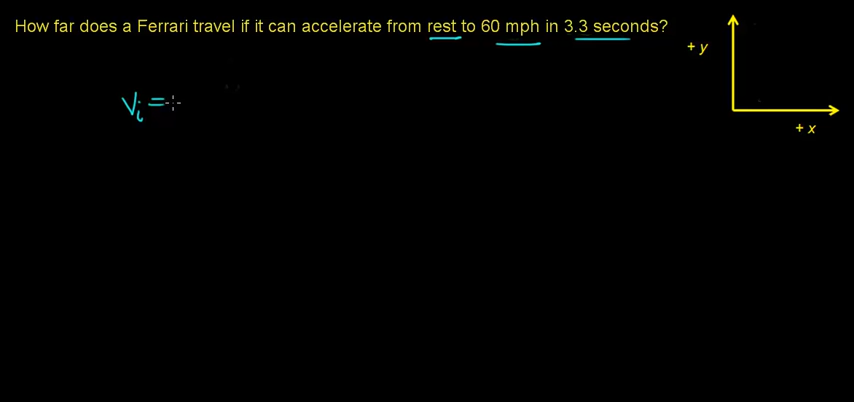 How far does a Ferrari travel if it can accelerate from rest to 60 mph in 3.3 seconds?
+ y
Vi =
+ x